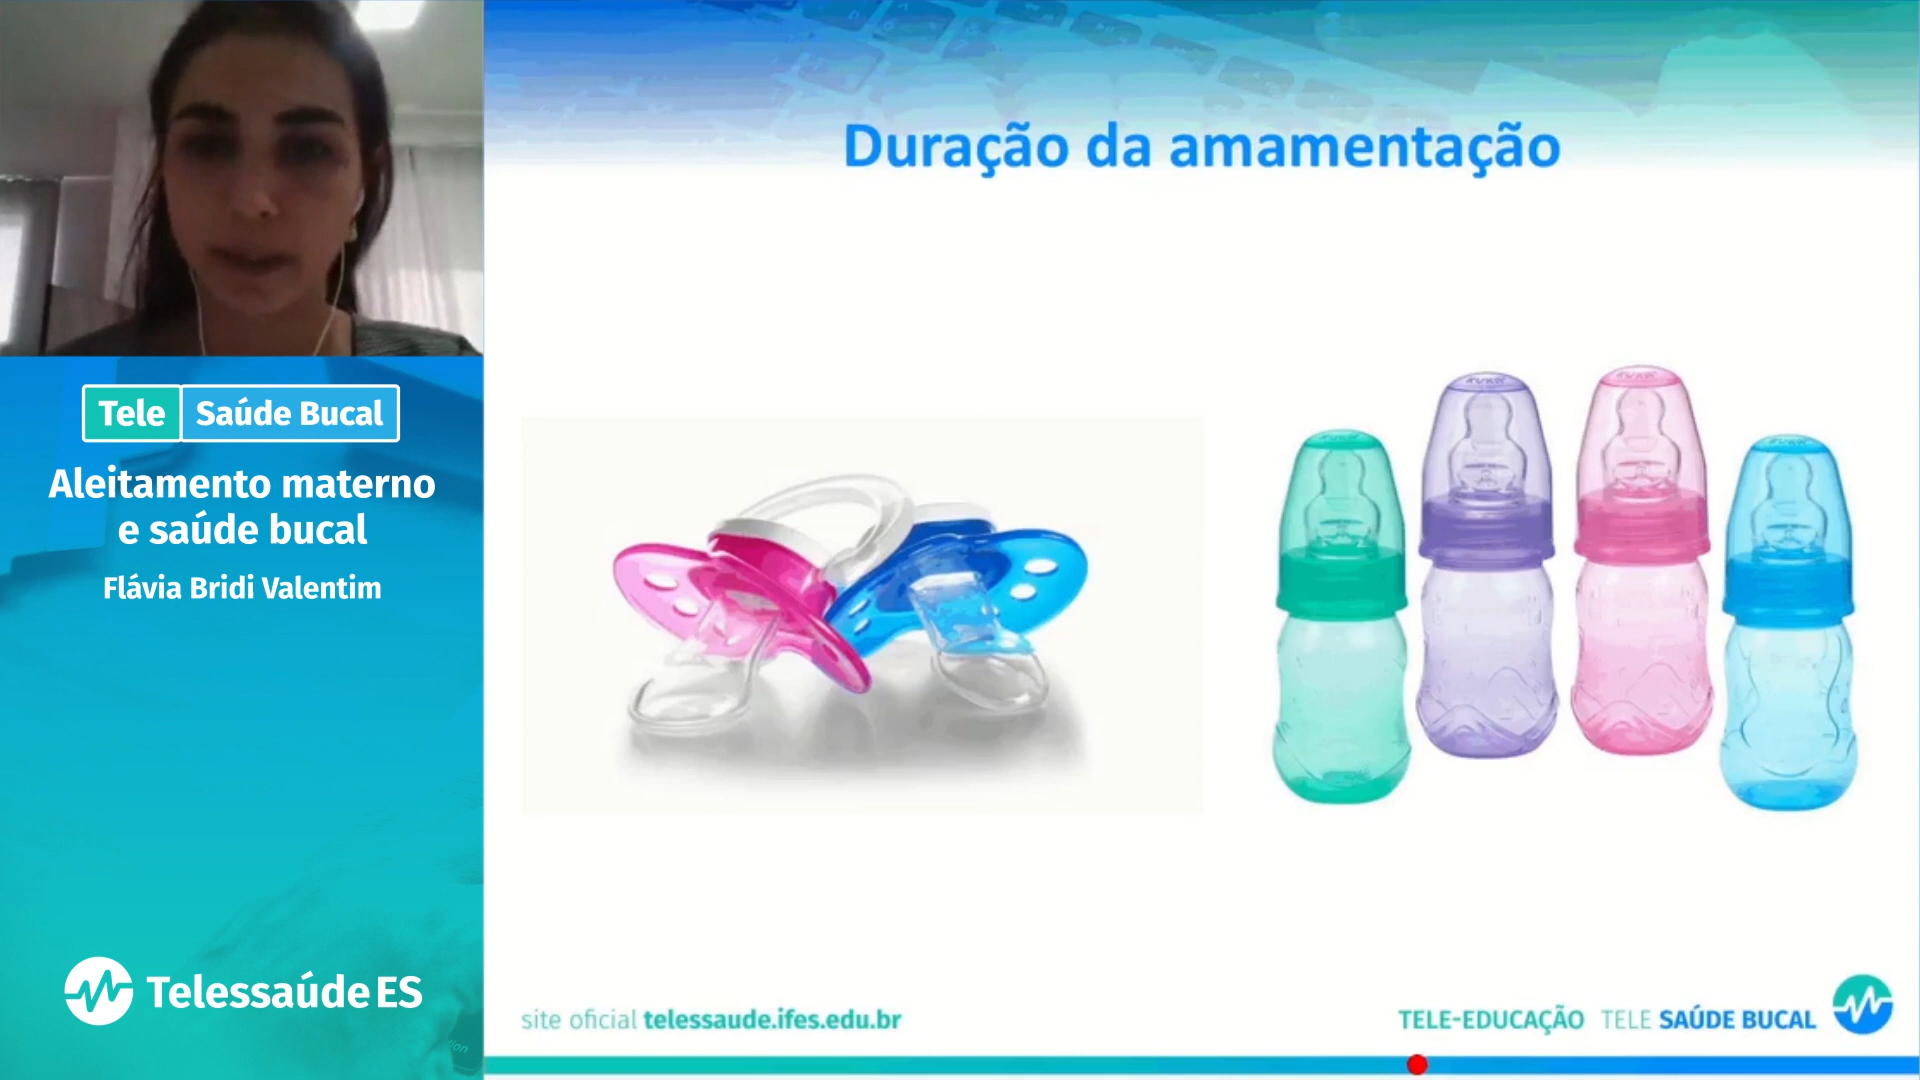 Tele Saúde Bucal
Aleitamento materno
e saúde bucal
Flávia Bridi Valentim
Telessaúde ES
Duração da amamentação
site oficial telessaude.ifes.edu.br
TELE-EDUCAÇÃO TELE SAÚDE BUCAL